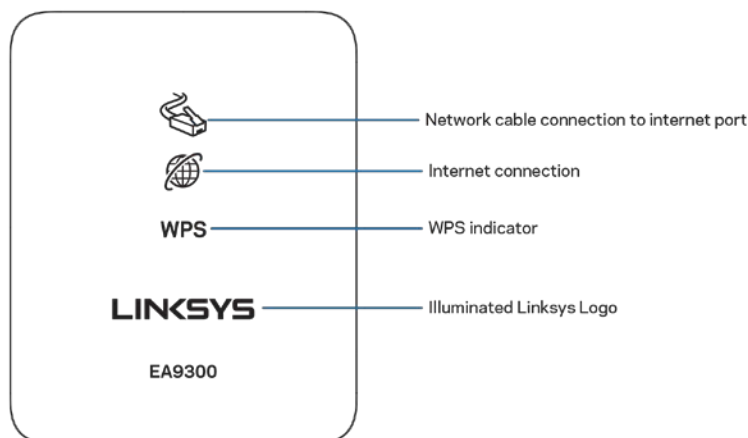 Network cable connection to internet port
Internet connection
WPS
WPS indicator
LINKSYS
Illuminated Linksys Logo
EA9300